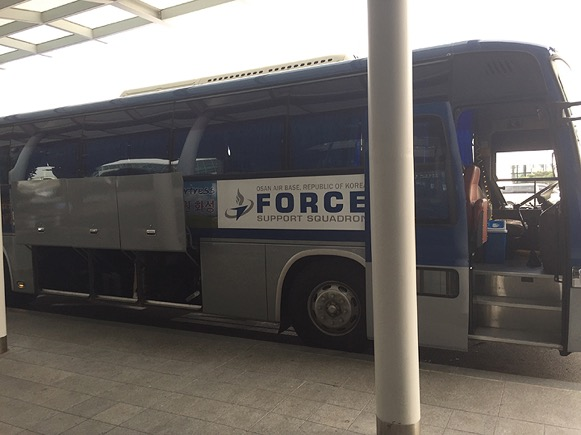 OSAN AIR BASE, REPUBLIC OF KOREA
FORCE
SUPPORT SQUADRON